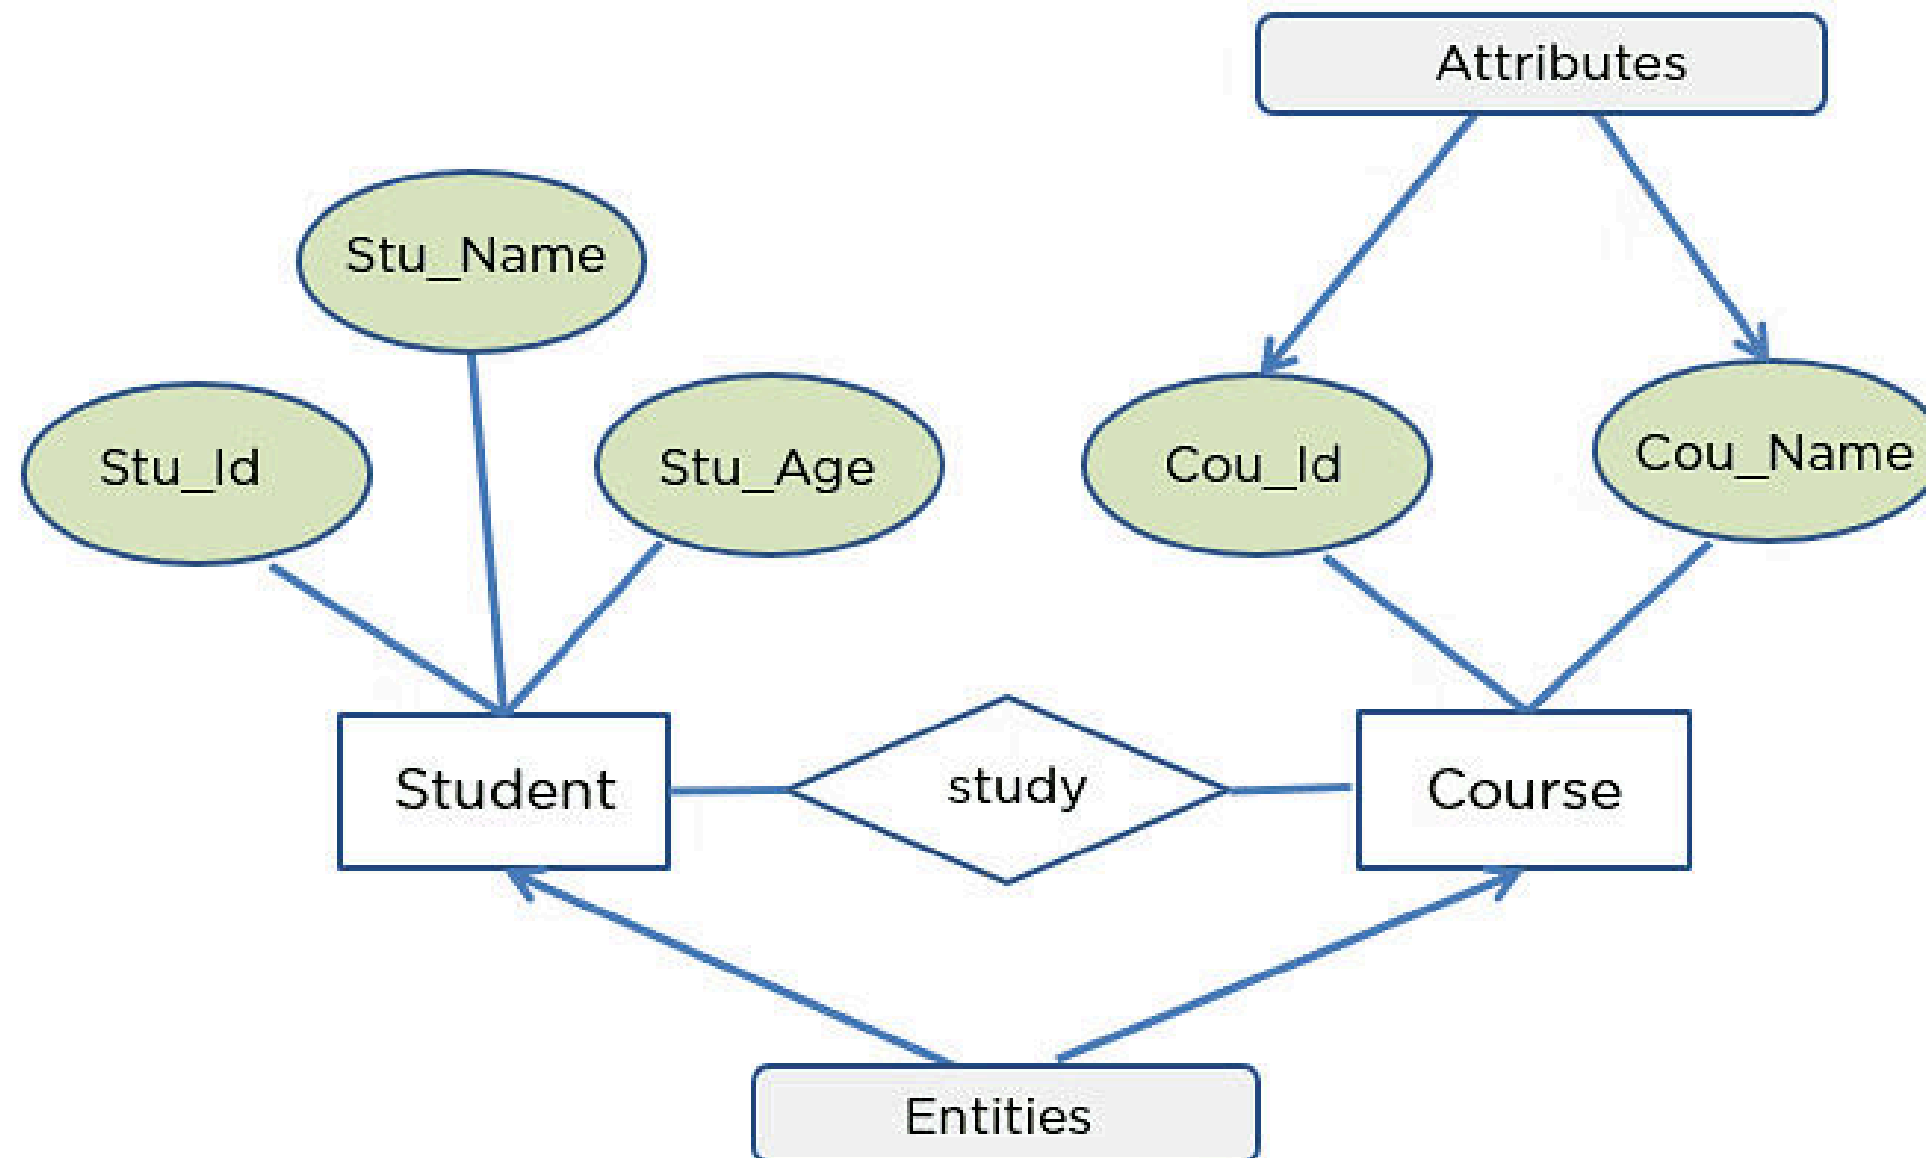 Attributes
Stu_Name
Stu_Id
Stu_Age
Cou_Id
Cou_Name
Student
study
Course
Entities